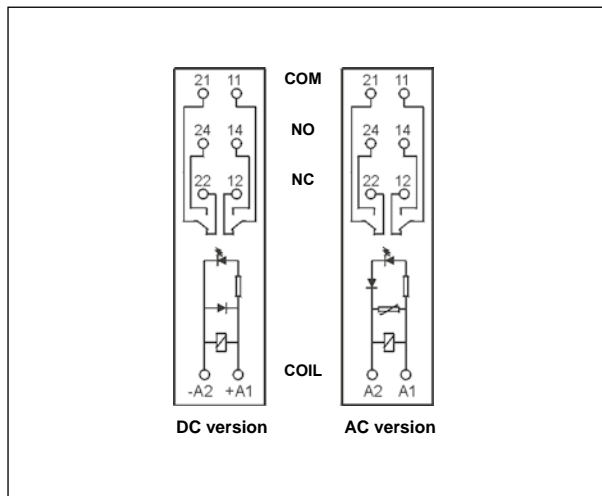 21 11 COM 21 11
24 14 NO 24 14
22 12 NC 22 12
-A2 +A1 COIL A2 A1
DC version AC version